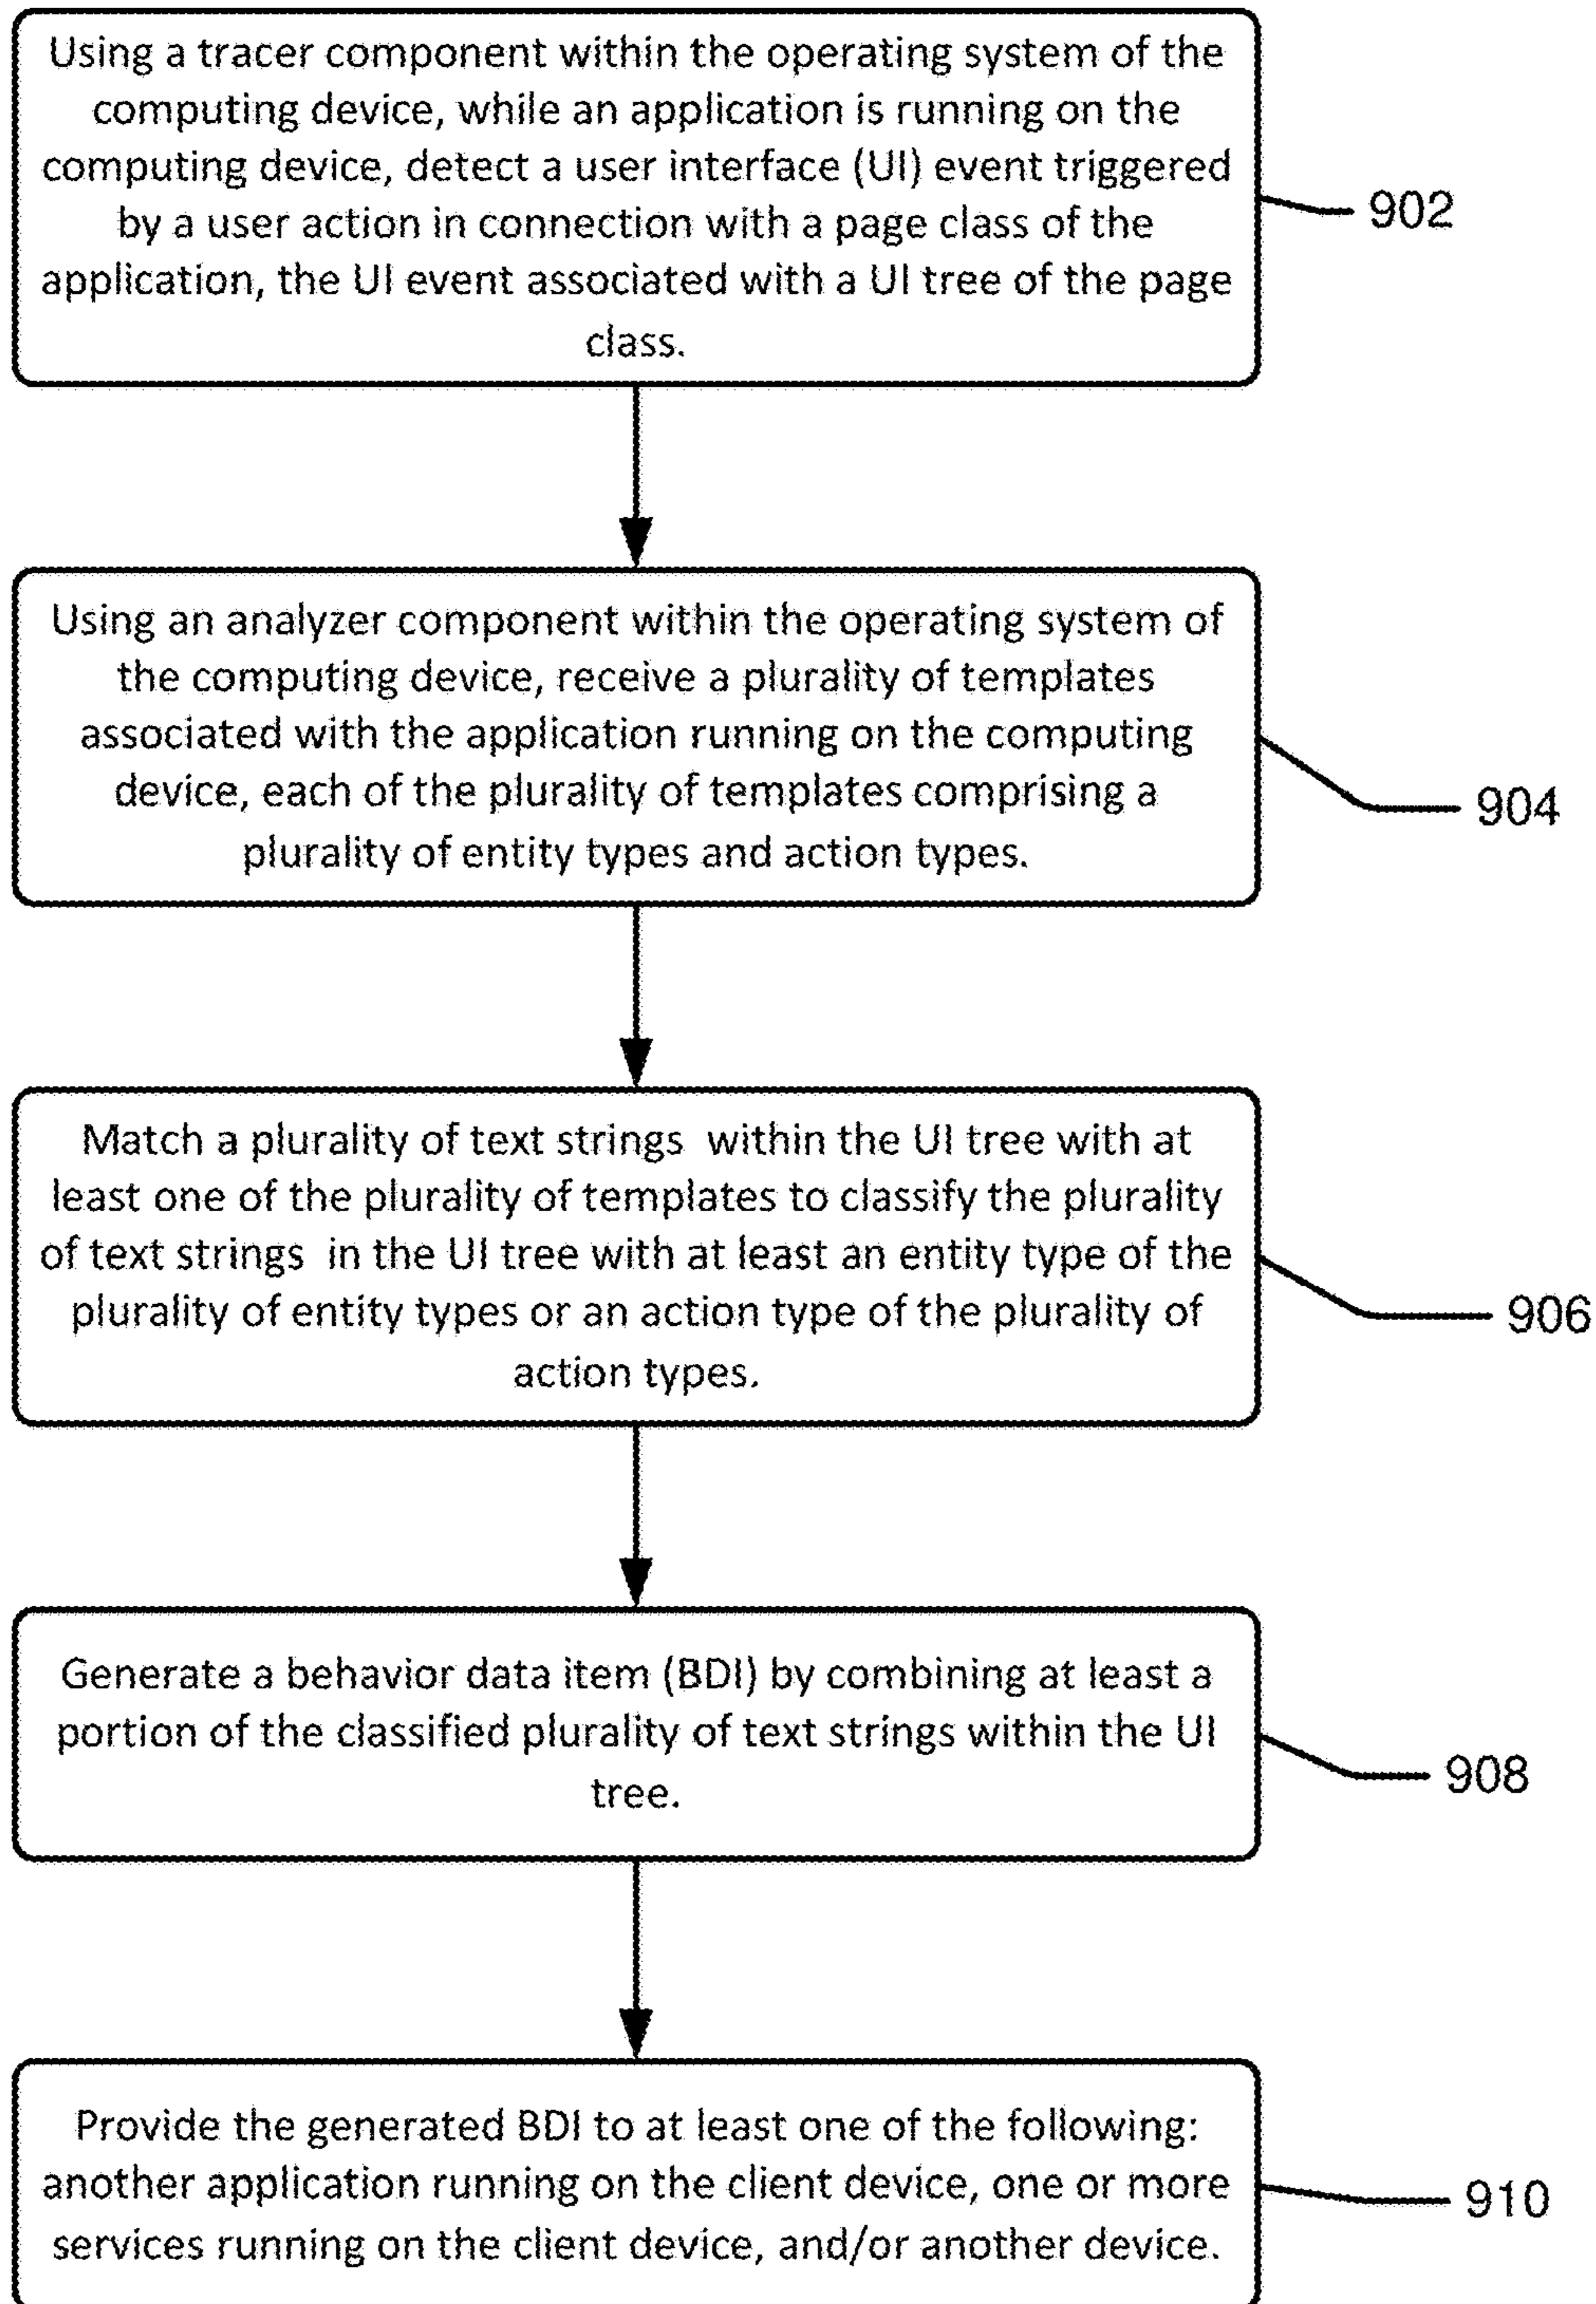 Using a tracer component within the operating system of the
computing device, while an application is running on the
computing device, detect a user interface (UI) event triggered
by a user action in connection with a page class of the
application, the UI event associated with a UI tree of the page
class.
902
Using an analyzer component within the operating system of
the computing device, receive a plurality of templates
associated with the application running on the computing
device, each of the plurality of templates comprising a
plurality of entity types and action types.
904
Match a plurality of text strings within the UI tree with at
least one of the plurality of templates to classify the plurality
of text strings in the UI tree with at least an entity type of the
plurality of entity types or an action type of the plurality of
action types.
906
Generate a behavior data item (BDI) by combining at least a
portion of the classified plurality of text strings within the UI
tree.
908
Provide the generated BDI to at least one of the following:
another application running on the client device, one or more
services running on the client device, and/or another device.
910